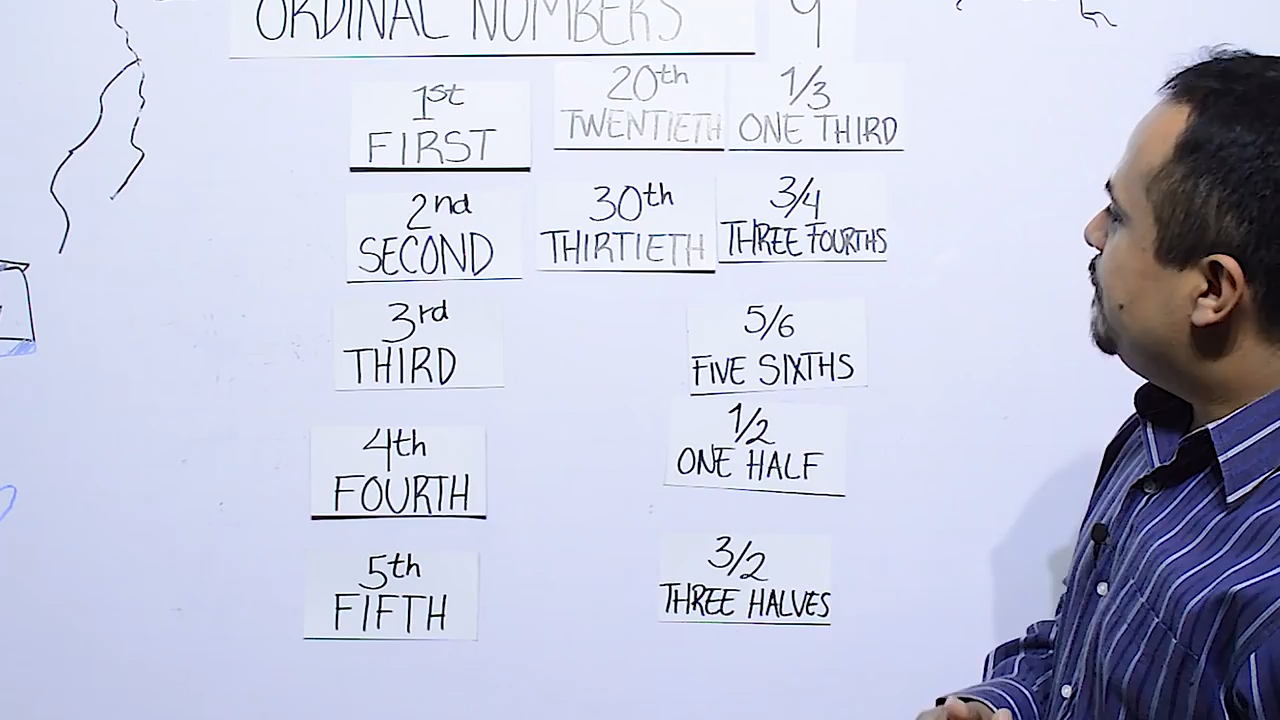 ORDINAL NUMBERS 9
1st
FIRST
20th
TWENTIETH
1/3
ONE THIRD
2nd
SECOND
30th
THIRTIETH
3/4
THREE FOURTHS
3rd
THIRD
5/6
FIVE SIXTHS
4th
FOURTH
1/2
ONE HALF
5th
FIFTH
3/2
THREE HALVES